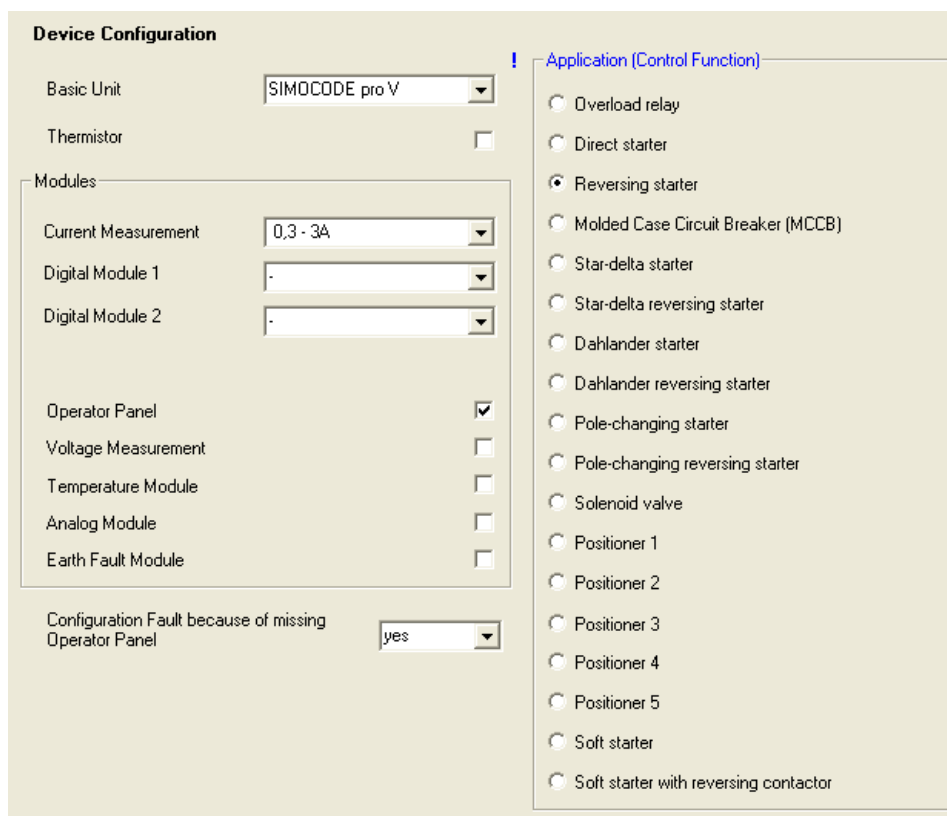 Device Configuration
Basic Unit
SIMOCODE pro V
Thermistor
Modules
Current Measurement
0,3 - 3A
Digital Module 1
-
Digital Module 2
-
Operator Panel
Voltage Measurement
Temperature Module
Analog Module
Earth Fault Module
Configuration Fault because of missing
Operator Panel
yes
!
Application (Control Function)
Overload relay
Direct starter
Reversing starter
Molded Case Circuit Breaker (MCCB)
Star-delta starter
Star-delta reversing starter
Dahlander starter
Dahlander reversing starter
Pole-changing starter
Pole-changing reversing starter
Solenoid valve
Positioner 1
Positioner 2
Positioner 3
Positioner 4
Positioner 5
Soft starter
Soft starter with reversing contactor